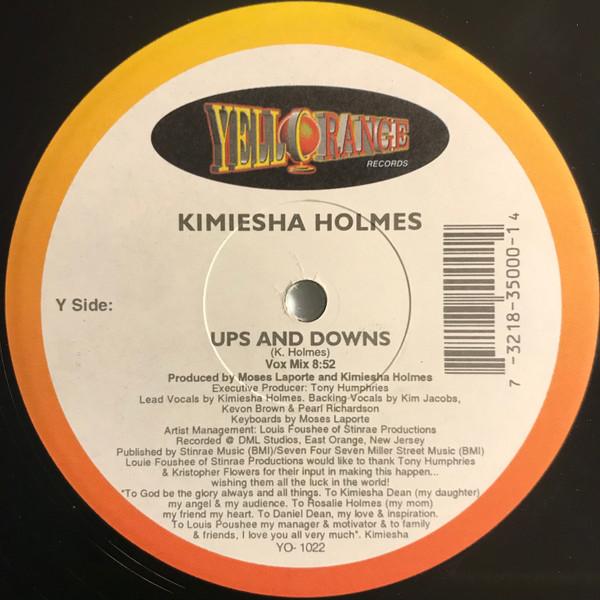 YELLORANGE
RECORDS
KIMIESHA HOLMES
7 -3218-35000-1 4
Y Side:
UPS AND DOWNS
(K. Holmes)
Vox Mix 8:52
Produced by Moses Laporte and Kimiesha Holmes
Executive Producer: Tony Humphries
Lead Vocals by Kimiesha Holmes. Backing Vocals by Kim Jacobs,
Kevon Brown & Pearl Richardson
Keyboards by Moses Laporte
Artist Management: Louis Foushee of Stinrae Productions
Recorded @ DML Studios, East Orange, New Jersey
Published by Stinrae Music (BMI)/Seven Four Seven Miller Street Music (BMI)
Louie Foushee of Stinrae Productions would like to thank Tony Humphries
& Kristopher Flowers for their input in making this happen...
wishing them all the luck in the world!
"To God be the glory always and all things. To Kimiesha Dean (my daughter)
my angel & my audience. To Rosalie Holmes (my mom)
my friend my heart. To Daniel Dean, my love & inspiration.
To Louis Poushee my manager & motivator & to family
& friends, I love you all very much". Kimiesha
YO- 1022